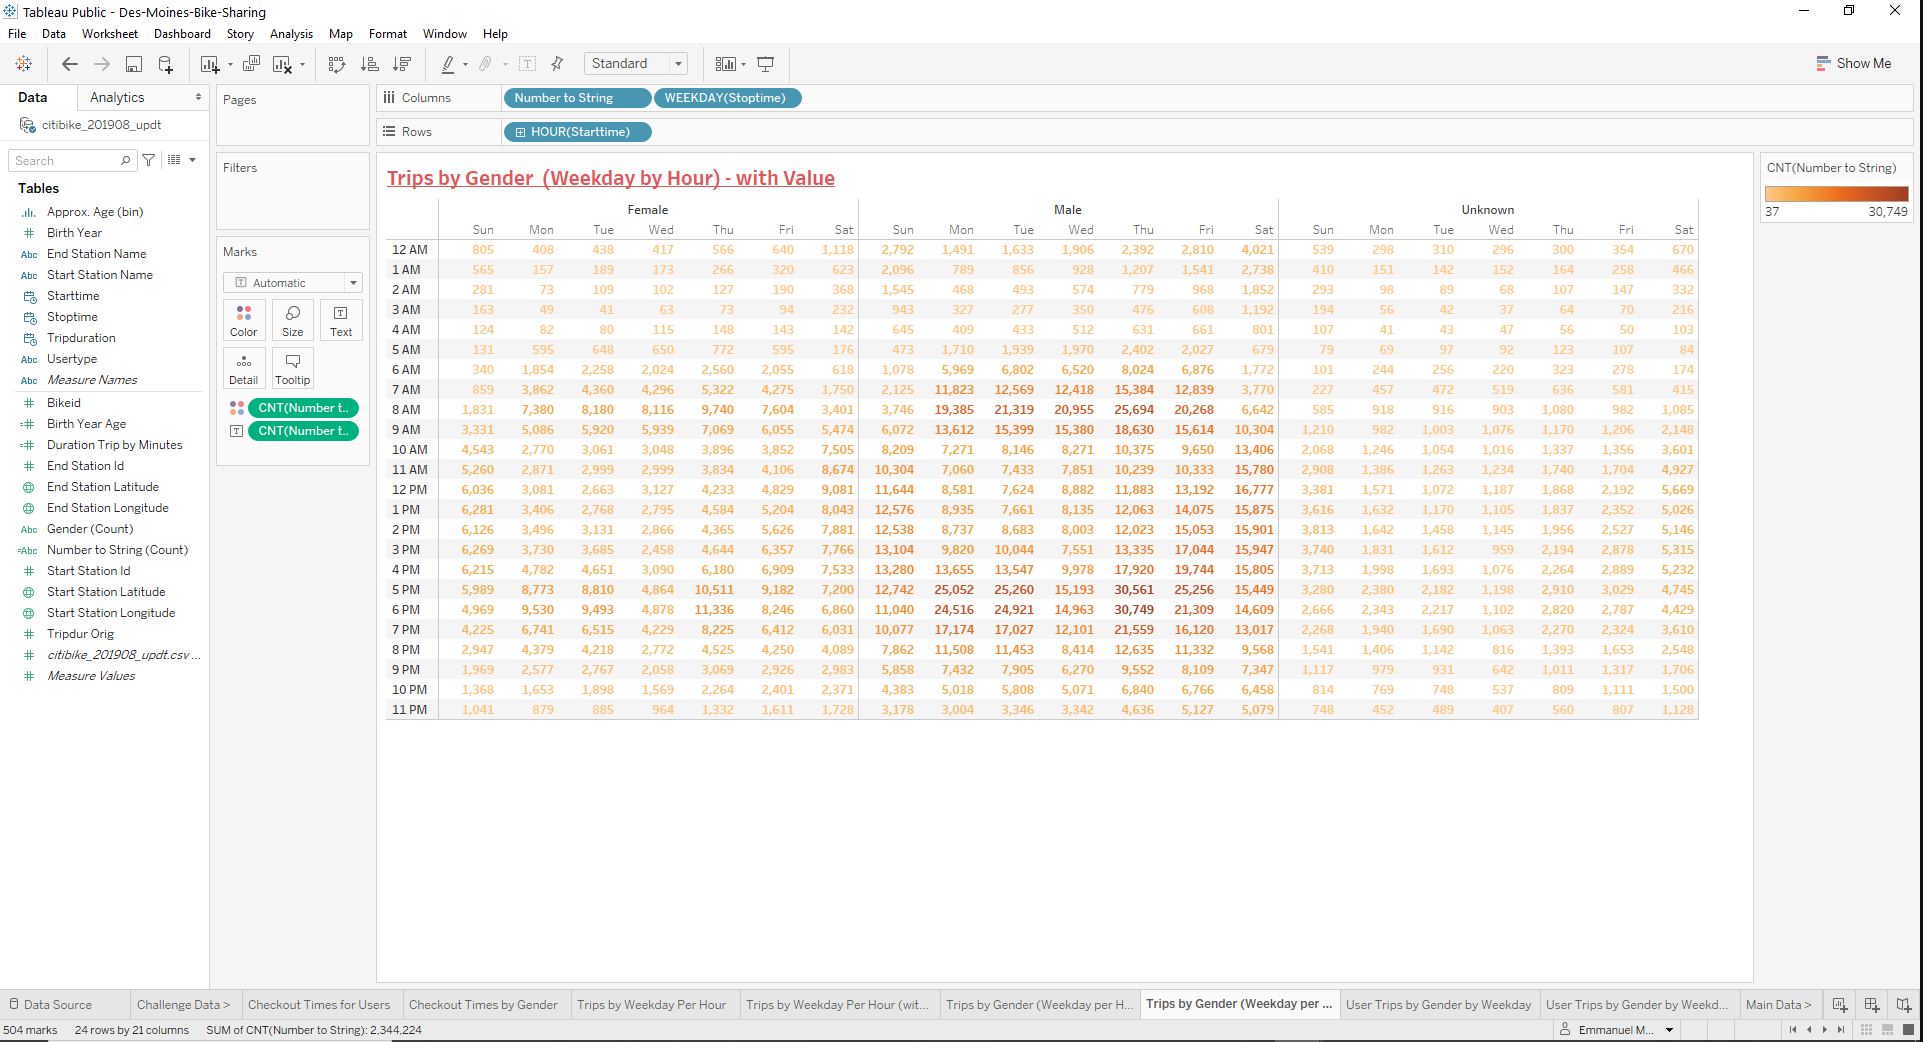 Tableau Public - Des-Moines-Bike-Sharing
File Data Worksheet Dashboard Story Analysis Map Format Window Help
Standard
Show Me
Data Analytics
citibike_201908_updt
Search
Tables
Approx. Age (bin)
# Birth Year
Abc End Station Name
Abc Start Station Name
Starttime
Stoptime
Tripduration
Abc Usertype
Abc Measure Names
# Bikeid
=# Birth Year Age
=# Duration Trip by Minutes
# End Station Id
End Station Latitude
End Station Longitude
Abc Gender (Count)
=Abc Number to String (Count)
# Start Station Id
Start Station Latitude
Start Station Longitude
# Tripdur Orig
# citibike_201908_updt.csv ...
# Measure Values
Pages
Filters
Marks
Automatic
Color Size Text
Detail Tooltip
CNT(Number t..
CNT(Number t..
Columns Number to String WEEKDAY(Stoptime)
Rows HOUR(Starttime)
Trips by Gender (Weekday by Hour) - with Value
Female Male Unknown
Sun Mon Tue Wed Thu Fri Sat Sun Mon Tue Wed Thu Fri Sat Sun Mon Tue Wed Thu Fri Sat
12 AM 805 408 438 417 566 640 1,118 2,792 1,491 1,633 1,906 2,392 2,810 4,021 539 298 310 296 300 354 670
1 AM 565 157 189 173 266 320 623 2,096 789 856 928 1,207 1,541 2,738 410 151 142 152 164 258 466
2 AM 281 73 109 102 127 190 368 1,545 468 493 574 779 968 1,852 293 98 89 68 107 147 332
3 AM 163 49 41 63 73 94 232 943 327 277 350 476 608 1,192 194 56 42 37 64 70 216
4 AM 124 82 80 115 148 143 142 645 409 433 512 631 661 801 107 41 43 47 56 50 103
5 AM 131 595 648 650 772 595 176 473 1,710 1,939 1,970 2,402 2,027 679 79 69 97 92 123 107 84
6 AM 340 1,854 2,258 2,024 2,560 2,055 618 1,078 5,969 6,802 6,520 8,024 6,876 1,772 101 244 256 220 323 278 174
7 AM 859 3,862 4,360 4,296 5,322 4,275 1,750 2,125 11,823 12,569 12,418 15,384 12,839 3,770 227 457 472 519 636 581 415
8 AM 1,831 7,380 8,180 8,116 9,740 7,604 3,401 3,746 19,385 21,319 20,955 25,694 20,268 6,642 585 918 916 903 1,080 982 1,085
9 AM 3,331 5,086 5,920 5,939 7,069 6,055 5,474 6,072 13,612 15,399 15,380 18,630 15,614 10,304 1,210 982 1,003 1,076 1,170 1,206 2,148
10 AM 4,543 2,770 3,061 3,048 3,896 3,852 7,505 8,209 7,271 8,146 8,271 10,375 9,650 13,406 2,068 1,246 1,054 1,016 1,337 1,356 3,601
11 AM 5,260 2,871 2,999 2,999 3,834 4,106 8,674 10,304 7,060 7,433 7,851 10,239 10,333 15,780 2,908 1,386 1,263 1,234 1,740 1,704 4,927
12 PM 6,036 3,081 2,663 3,127 4,233 4,829 9,081 11,644 8,581 7,624 8,882 11,883 13,192 16,777 3,381 1,571 1,072 1,187 1,868 2,192 5,669
1 PM 6,281 3,406 2,768 2,795 4,584 5,204 8,043 12,576 8,935 7,661 8,135 12,063 14,075 15,875 3,616 1,632 1,170 1,105 1,837 2,352 5,026
2 PM 6,126 3,496 3,131 2,866 4,365 5,626 7,881 12,538 8,737 8,683 8,003 12,023 15,053 15,901 3,813 1,642 1,458 1,145 1,956 2,527 5,146
3 PM 6,269 3,730 3,685 2,458 4,644 6,357 7,766 13,104 9,820 10,044 7,551 13,335 17,044 15,947 3,740 1,831 1,612 959 2,194 2,878 5,315
4 PM 6,215 4,782 4,651 3,090 6,180 6,909 7,533 13,280 13,655 13,547 9,978 17,920 19,744 15,805 3,713 1,998 1,693 1,076 2,264 2,889 5,232
5 PM 5,989 8,773 8,810 4,864 10,511 9,182 7,200 12,742 25,052 25,260 15,193 30,561 25,256 15,449 3,280 2,380 2,182 1,198 2,910 3,029 4,745
6 PM 4,969 9,530 9,493 4,878 11,336 8,246 6,860 11,040 24,516 24,921 14,963 30,749 21,309 14,609 2,666 2,343 2,217 1,102 2,820 2,787 4,429
7 PM 4,225 6,741 6,515 4,229 8,225 6,412 6,031 10,077 17,174 17,027 12,101 21,559 16,120 13,017 2,268 1,940 1,690 1,063 2,270 2,324 3,610
8 PM 2,947 4,379 4,218 2,772 4,525 4,250 4,089 7,862 11,508 11,453 8,414 12,635 11,332 9,568 1,541 1,406 1,142 816 1,393 1,653 2,548
9 PM 1,969 2,577 2,767 2,058 3,069 2,926 2,983 5,858 7,432 7,905 6,270 9,552 8,109 7,347 1,117 979 931 642 1,011 1,317 1,706
10 PM 1,368 1,653 1,898 1,569 2,264 2,401 2,371 4,383 5,018 5,808 5,071 6,840 6,766 6,458 814 769 748 537 809 1,111 1,500
11 PM 1,041 879 885 964 1,332 1,611 1,728 3,178 3,004 3,346 3,342 4,636 5,127 5,079 748 452 489 407 560 807 1,128
CNT(Number to String)
37 30,749
Data Source Challenge Data > Checkout Times for Users Checkout Times by Gender Trips by Weekday Per Hour Trips by Weekday Per Hour (wit... Trips by Gender (Weekday per H... Trips by Gender (Weekday per ... User Trips by Gender by Weekday User Trips by Gender by Weekd... Main Data >
504 marks 24 rows by 21 columns SUM of CNT(Number to String): 2,344,224 Emmanuel M...